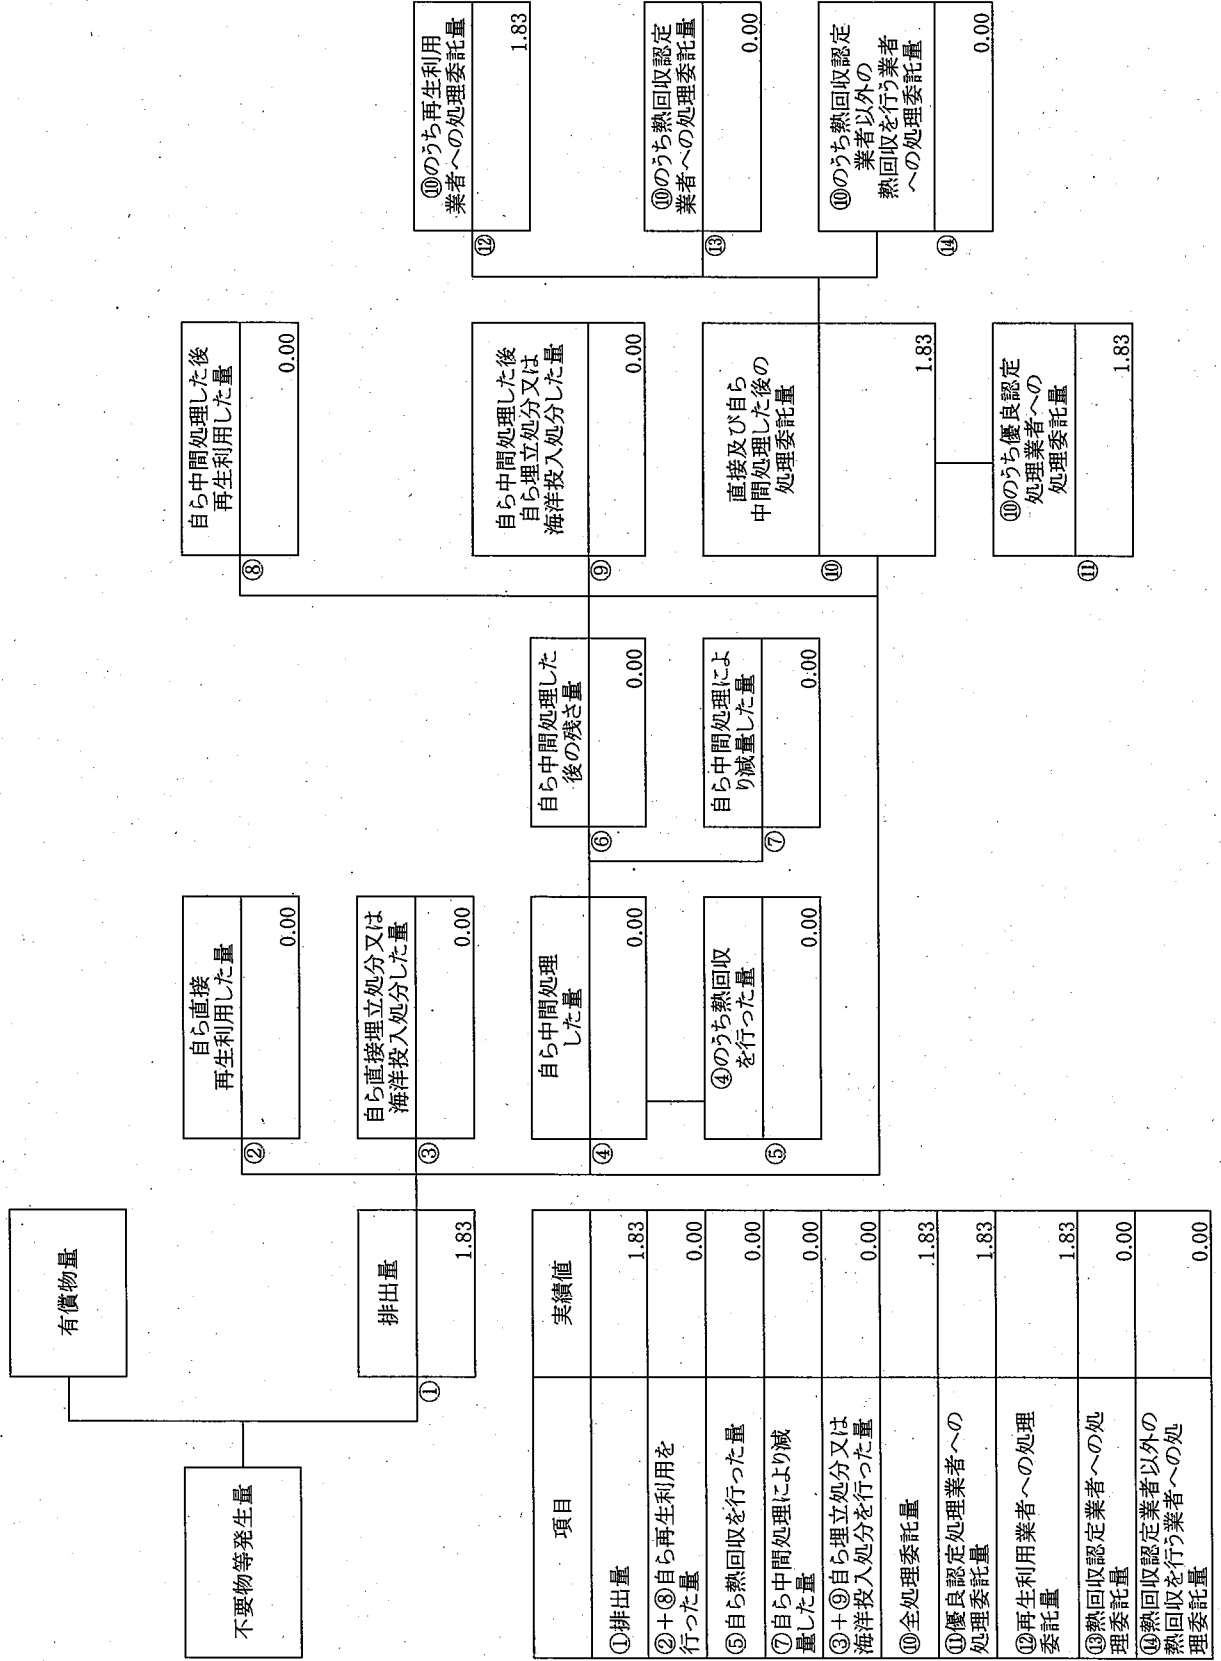 不要物等発生量
有償物量
排出量
①
1.83
自ら直接
再生利用した量
②
0.00
自ら直接埋立処分又は
海洋投入処分した量
③
0.00
自ら中間処理
した量
④
0.00
④のうち熱回収
を行った量
⑤
0.00
自ら中間処理した
後の残さ量
⑥
0.00
自ら中間処理によ
り減量した量
⑦
0.00
自ら中間処理した後
再生利用した量
⑧
0.00
自ら中間処理した後
自ら埋立処分又は
海洋投入処分した量
⑨
0.00
直接及び自ら
中間処理した後の
処理委託量
⑩
1.83
⑩のうち優良認定
処理業者への
処理委託量
⑪
1.83
⑩のうち再生利用
業者への処理委託量
⑫
1.83
⑩のうち熱回収認定
業者への処理委託量
⑬
0.00
⑩のうち熱回収認定
業者以外の
熱回収を行う業者
への処理委託量
⑭
0.00
項目 実績値
①排出量 1.83
②+⑧自ら再生利用を
行った量 0.00
⑤自ら熱回収を行った量 0.00
⑦自ら中間処理により減
量した量 0.00
③+⑨自ら埋立処分又は
海洋投入処分を行った量 0.00
⑩全処理委託量 1.83
⑪優良認定処理業者への
処理委託量 1.83
⑫再生利用業者への処理
委託量 1.83
⑬熱回収認定業者への処
理委託量 0.00
⑭熱回収認定業者以外の
熱回収を行う業者への処
理委託量 0.00